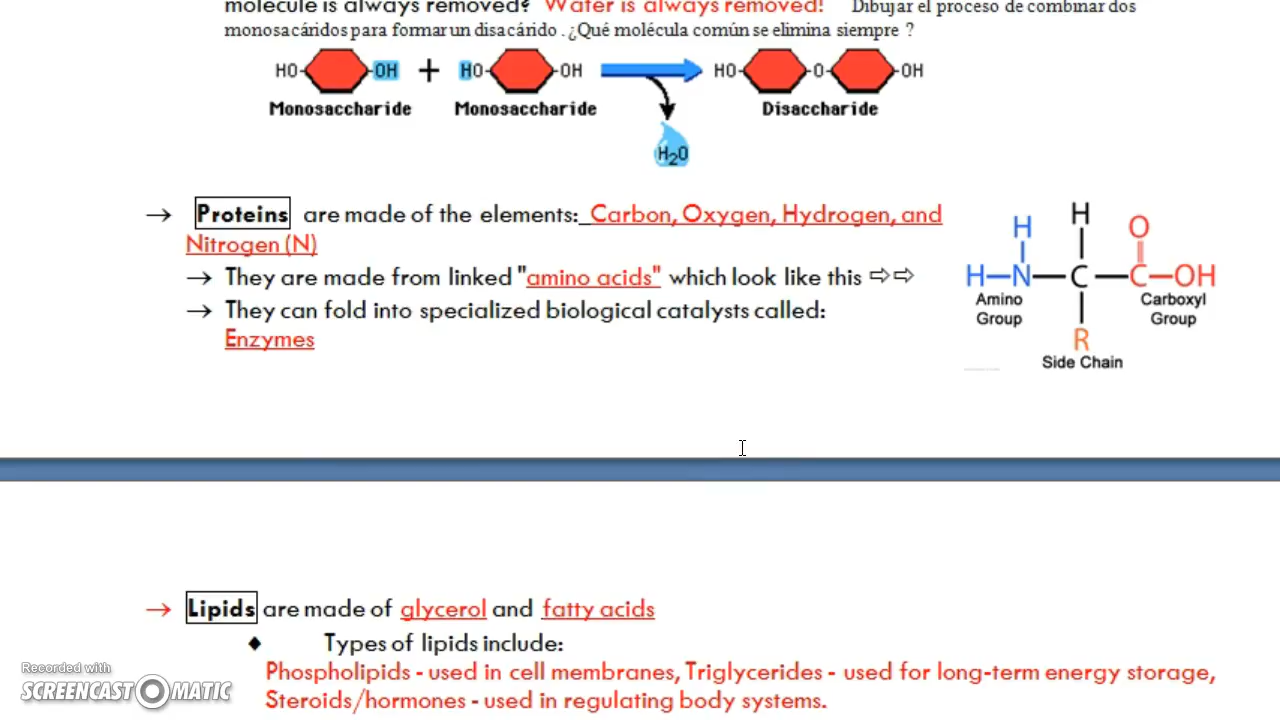 molecule is always removed? Water is always removed! Dibujar el proceso de combinar dos
monosacáridos para formar un disacárido . ¿Qué molécula común se elimina siempre ?
HO OH + HO OH HO O OH
Monosaccharide Monosaccharide Disaccharide
H2O
→ Proteins are made of the elements: Carbon, Oxygen, Hydrogen, and
Nitrogen (N)
→ They are made from linked "amino acids" which look like this ⇨⇨
→ They can fold into specialized biological catalysts called:
Enzymes
H H O
H—N—C—C—OH
Amino Group
Carboxyl Group
R
Side Chain
→ Lipids are made of glycerol and fatty acids
◆ Types of lipids include:
Phospholipids - used in cell membranes, Triglycerides - used for long-term energy storage,
Steroids/hormones - used in regulating body systems.
Recorded with
SCREENCAST-O-MATIC